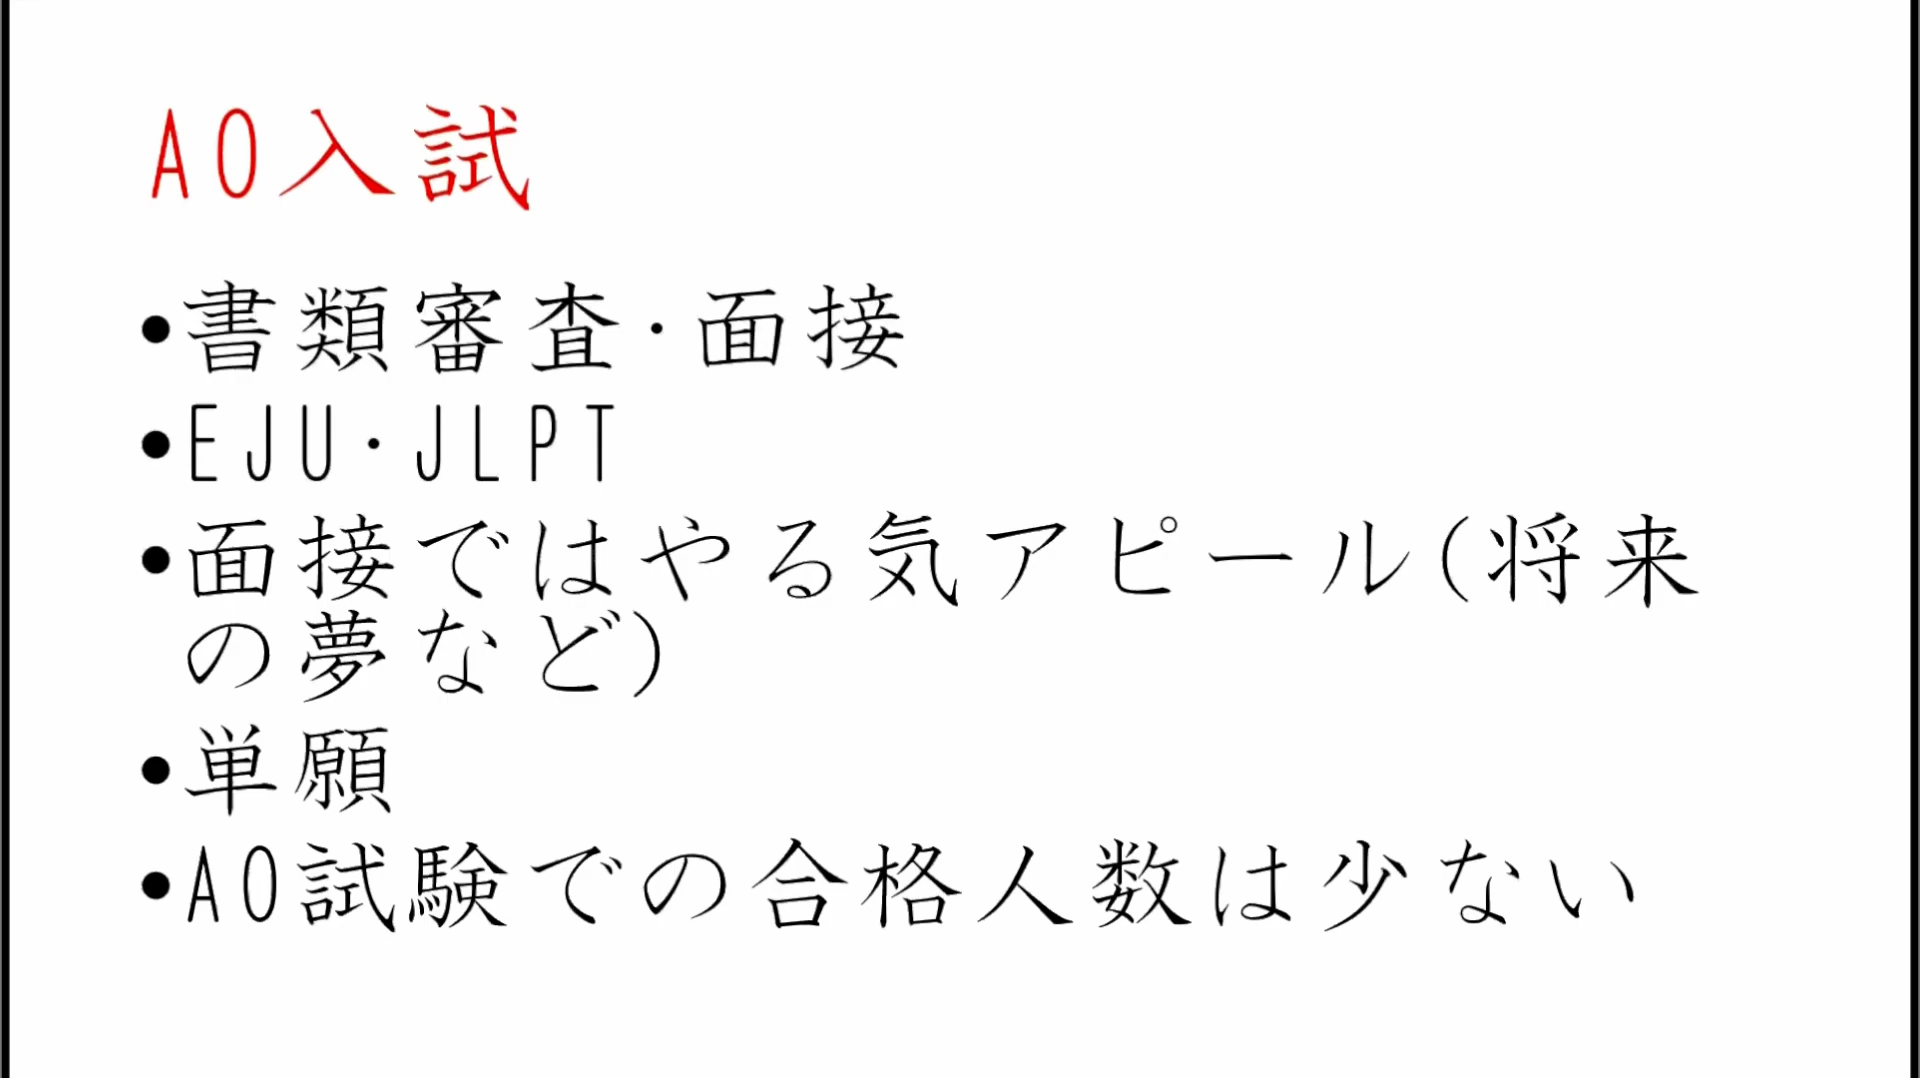 AO入試
•書類審査・面接
•EJU・JLPT
•面接ではやる気アピール(将来
の夢など)
•単願
•AO試験での合格人数は少ない